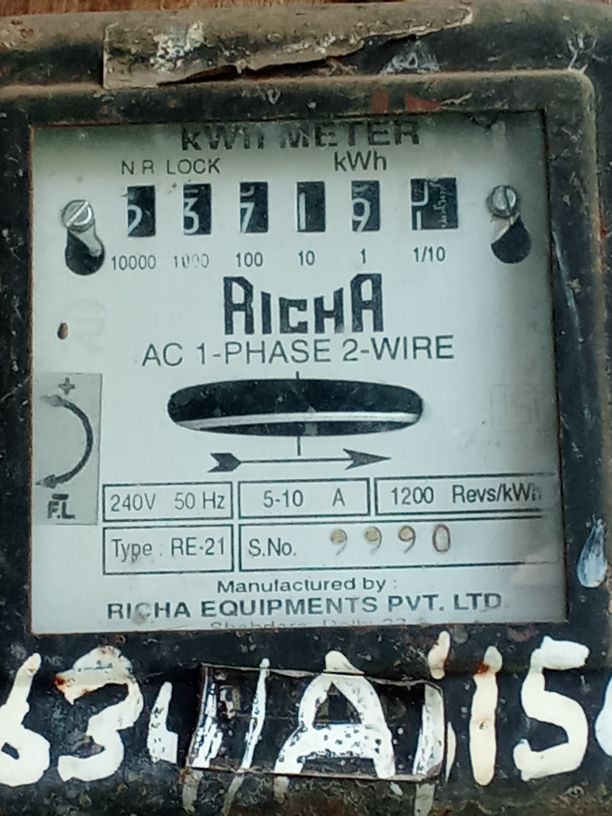 kWh METER
N R LOCK kWh
2 3 7 1 9
10000 1000 100 10 1 1/10
RICHA
AC 1-PHASE 2-WIRE
+
-
F.L
240V 50 Hz 5-10 A 1200 Revs/kWh
Type : RE-21 S.No. 9990
Manufactured by :
RICHA EQUIPMENTS PVT. LTD.